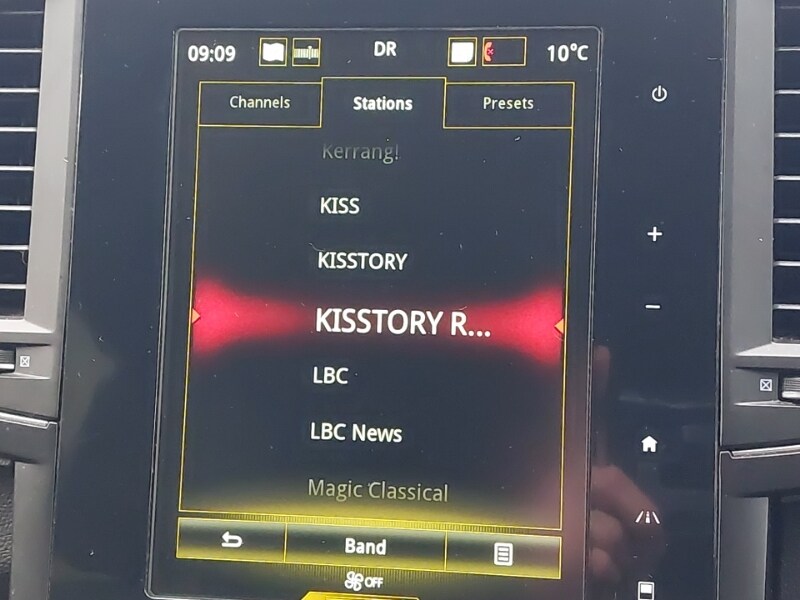 09:09 DR 10°C
Channels Stations Presets
Kerrang!
KISS
KISSTORY
KISSTORY R...
LBC
LBC News
Magic Classical
Band
OFF